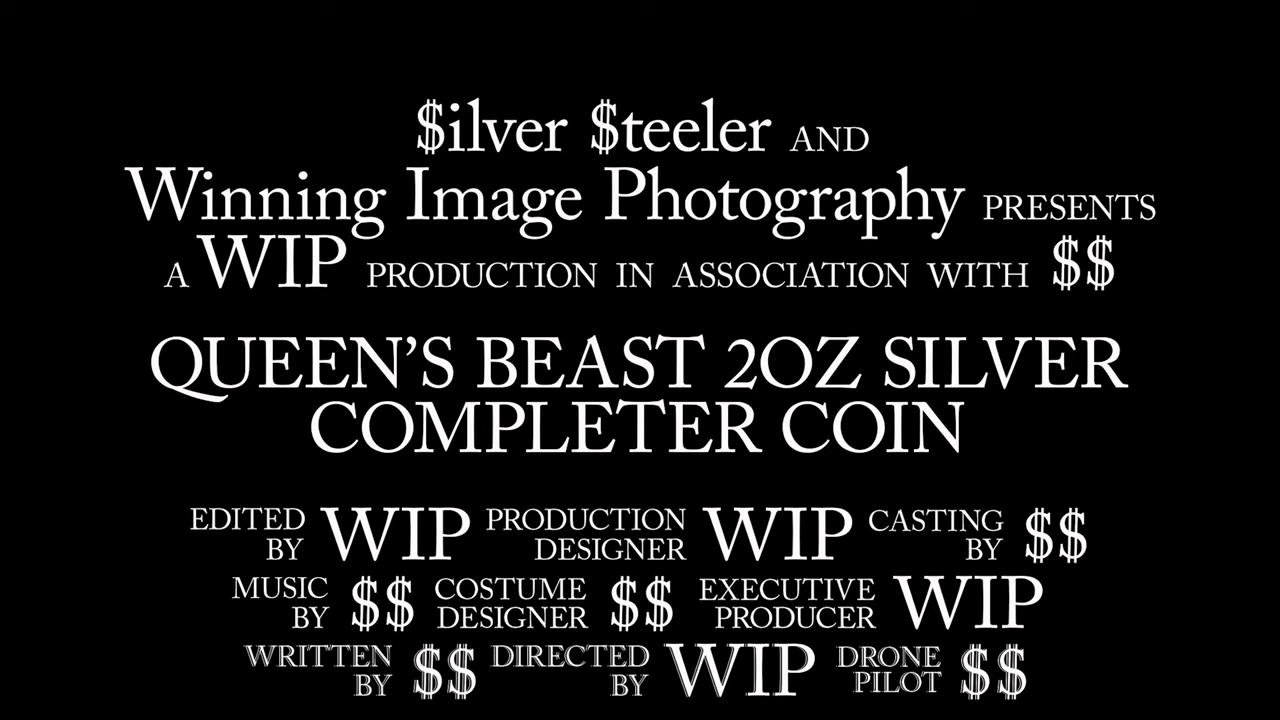 $ilver $teeler AND
Winning Image Photography PRESENTS
A WIP PRODUCTION IN ASSOCIATION WITH $$
QUEEN’S BEAST 2OZ SILVER
COMPLETER COIN
EDITED BY WIP PRODUCTION DESIGNER WIP CASTING BY $$
MUSIC BY $$ COSTUME DESIGNER $$ EXECUTIVE PRODUCER WIP
WRITTEN BY $$ DIRECTED BY WIP DRONE PILOT $$